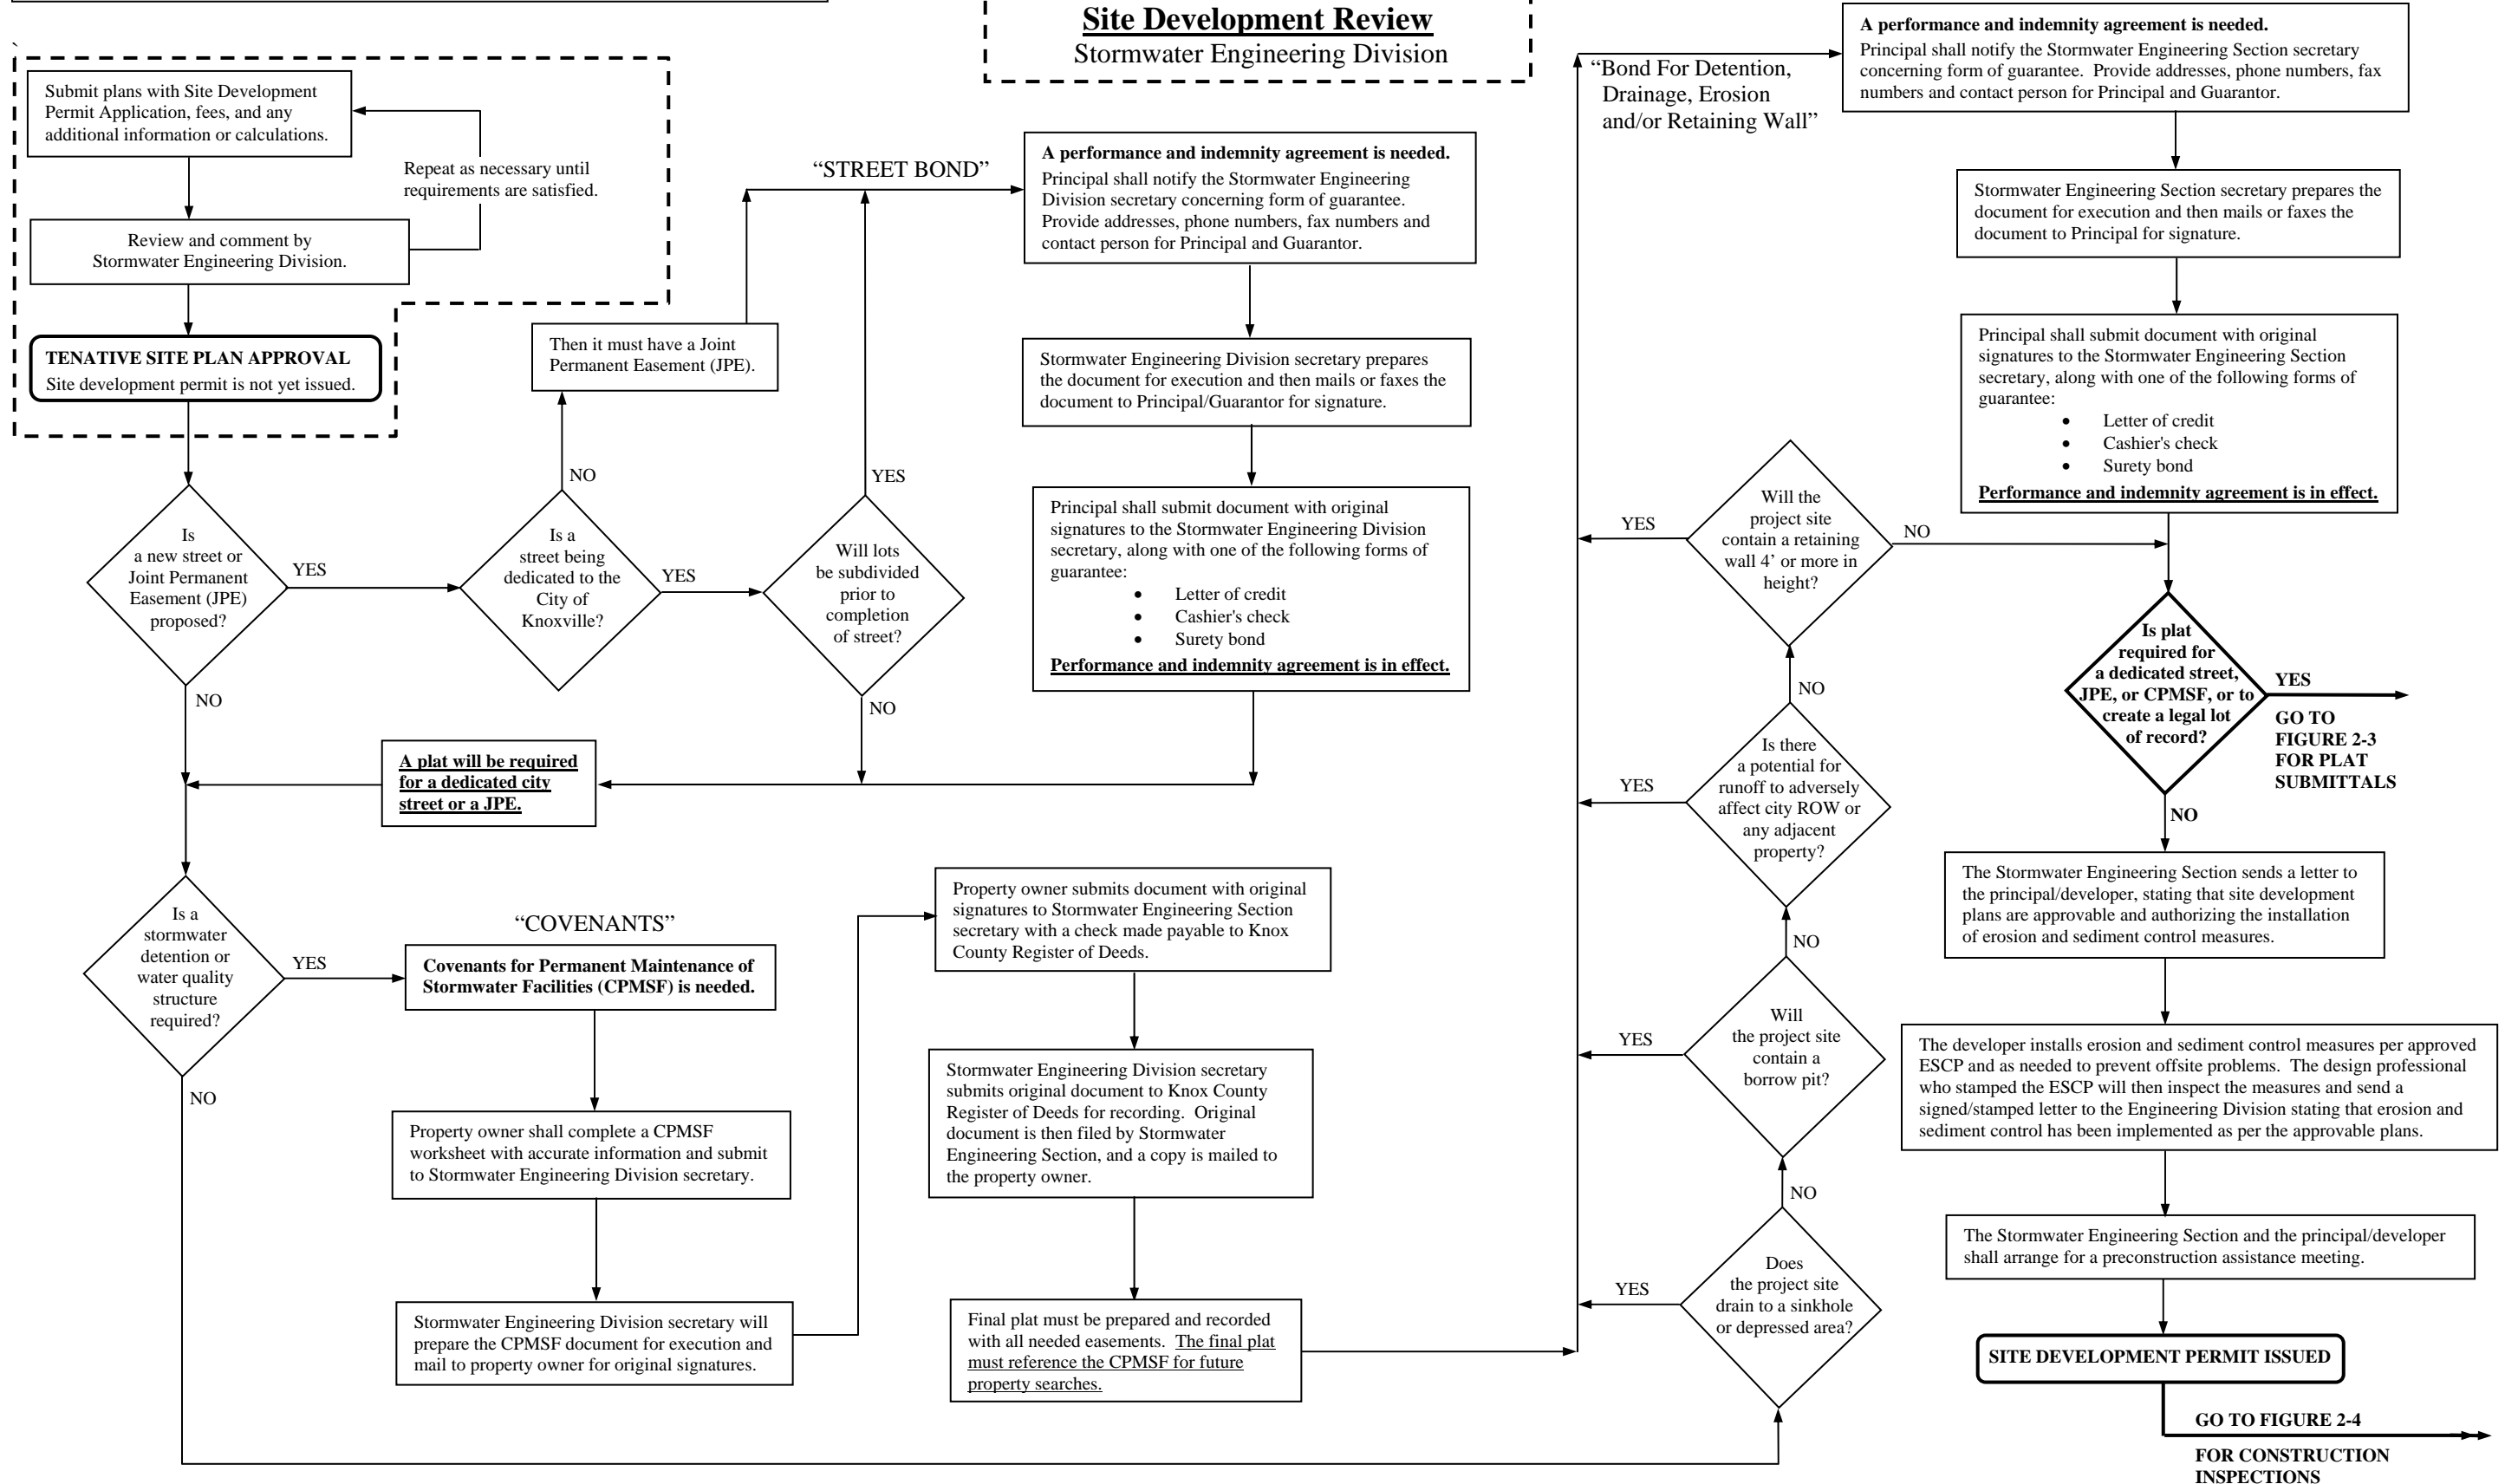 Site Development Review
Stormwater Engineering Division
Submit plans with Site Development
Permit Application, fees, and any
additional information or calculations.
Repeat as necessary until
requirements are satisfied.
Review and comment by
Stormwater Engineering Division.
TENATIVE SITE PLAN APPROVAL
Site development permit is not yet issued.
Is
a new street or
Joint Permanent
Easement (JPE)
proposed?
YES
NO
Then it must have a Joint
Permanent Easement (JPE).
NO
Is a
street being
dedicated to the
City of
Knoxville?
YES
Will lots
be subdivided
prior to
completion
of street?
YES
NO
“STREET BOND”
A performance and indemnity agreement is needed.
Principal shall notify the Stormwater Engineering
Division secretary concerning form of guarantee.
Provide addresses, phone numbers, fax numbers and
contact person for Principal and Guarantor.
Stormwater Engineering Division secretary prepares
the document for execution and then mails or faxes the
document to Principal/Guarantor for signature.
Principal shall submit document with original
signatures to the Stormwater Engineering Division
secretary, along with one of the following forms of
guarantee:
• Letter of credit
• Cashier's check
• Surety bond
Performance and indemnity agreement is in effect.
A plat will be required
for a dedicated city
street or a JPE.
Is a
stormwater
detention or
water quality
structure
required?
YES
NO
“COVENANTS”
Covenants for Permanent Maintenance of
Stormwater Facilities (CPMSF) is needed.
Property owner shall complete a CPMSF
worksheet with accurate information and submit
to Stormwater Engineering Division secretary.
Stormwater Engineering Division secretary will
prepare the CPMSF document for execution and
mail to property owner for original signatures.
Property owner submits document with original
signatures to Stormwater Engineering Section
secretary with a check made payable to Knox
County Register of Deeds.
Stormwater Engineering Division secretary
submits original document to Knox County
Register of Deeds for recording. Original
document is then filed by Stormwater
Engineering Section, and a copy is mailed to
the property owner.
Final plat must be prepared and recorded
with all needed easements. The final plat
must reference the CPMSF for future
property searches.
Does
the project site
drain to a sinkhole
or depressed area?
YES
NO
Will
the project site
contain a
borrow pit?
YES
NO
Is there
a potential for
runoff to adversely
affect city ROW or
any adjacent
property?
YES
NO
Will the
project site
contain a retaining
wall 4’ or more in
height?
YES
NO
“Bond For Detention,
Drainage, Erosion
and/or Retaining Wall”
A performance and indemnity agreement is needed.
Principal shall notify the Stormwater Engineering Section secretary
concerning form of guarantee. Provide addresses, phone numbers, fax
numbers and contact person for Principal and Guarantor.
Stormwater Engineering Section secretary prepares the
document for execution and then mails or faxes the
document to Principal for signature.
Principal shall submit document with original
signatures to the Stormwater Engineering Section
secretary, along with one of the following forms of
guarantee:
• Letter of credit
• Cashier's check
• Surety bond
Performance and indemnity agreement is in effect.
Is plat
required for
a dedicated street,
JPE, or CPMSF, or to
create a legal lot
of record?
YES
GO TO
FIGURE 2-3
FOR PLAT
SUBMITTALS
NO
The Stormwater Engineering Section sends a letter to
the principal/developer, stating that site development
plans are approvable and authorizing the installation
of erosion and sediment control measures.
The developer installs erosion and sediment control measures per approved
ESCP and as needed to prevent offsite problems. The design professional
who stamped the ESCP will then inspect the measures and send a
signed/stamped letter to the Engineering Division stating that erosion and
sediment control has been implemented as per the approvable plans.
The Stormwater Engineering Section and the principal/developer
shall arrange for a preconstruction assistance meeting.
SITE DEVELOPMENT PERMIT ISSUED
GO TO FIGURE 2-4
FOR CONSTRUCTION
INSPECTIONS